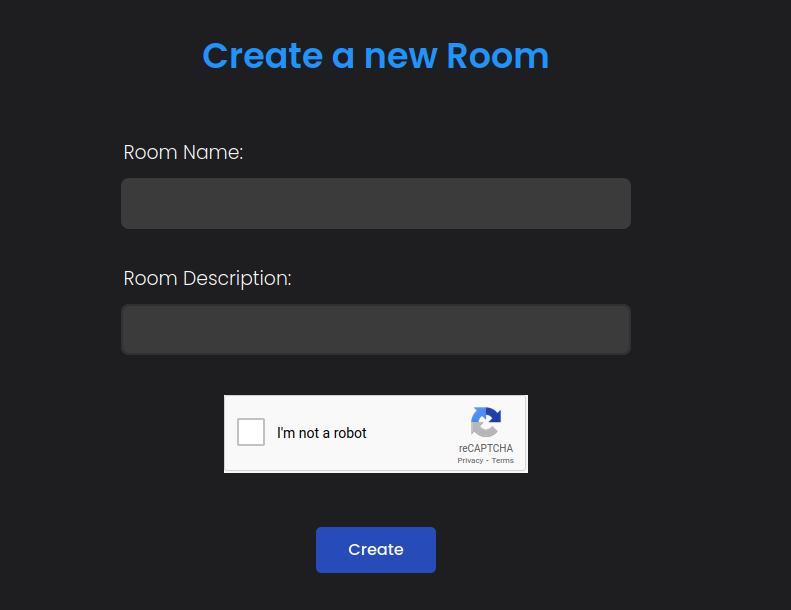 Create a new Room
Room Name:
Room Description:
I'm not a robot
reCAPTCHA
Privacy - Terms
Create